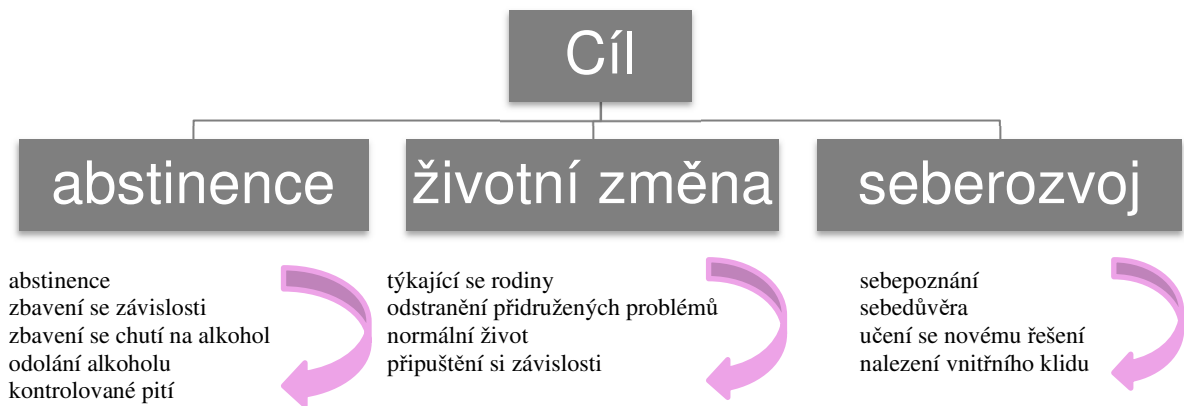 Cíl
abstinence
životní změna
seberozvoj
abstinence
zbavení se závislosti
zbavení se chutí na alkohol
odolání alkoholu
kontrolované pití
týkající se rodiny
odstranění přidružených problémů
normální život
připuštění si závislosti
sebepoznání
sebedůvěra
učení se novému řešení
nalezení vnitřního klidu